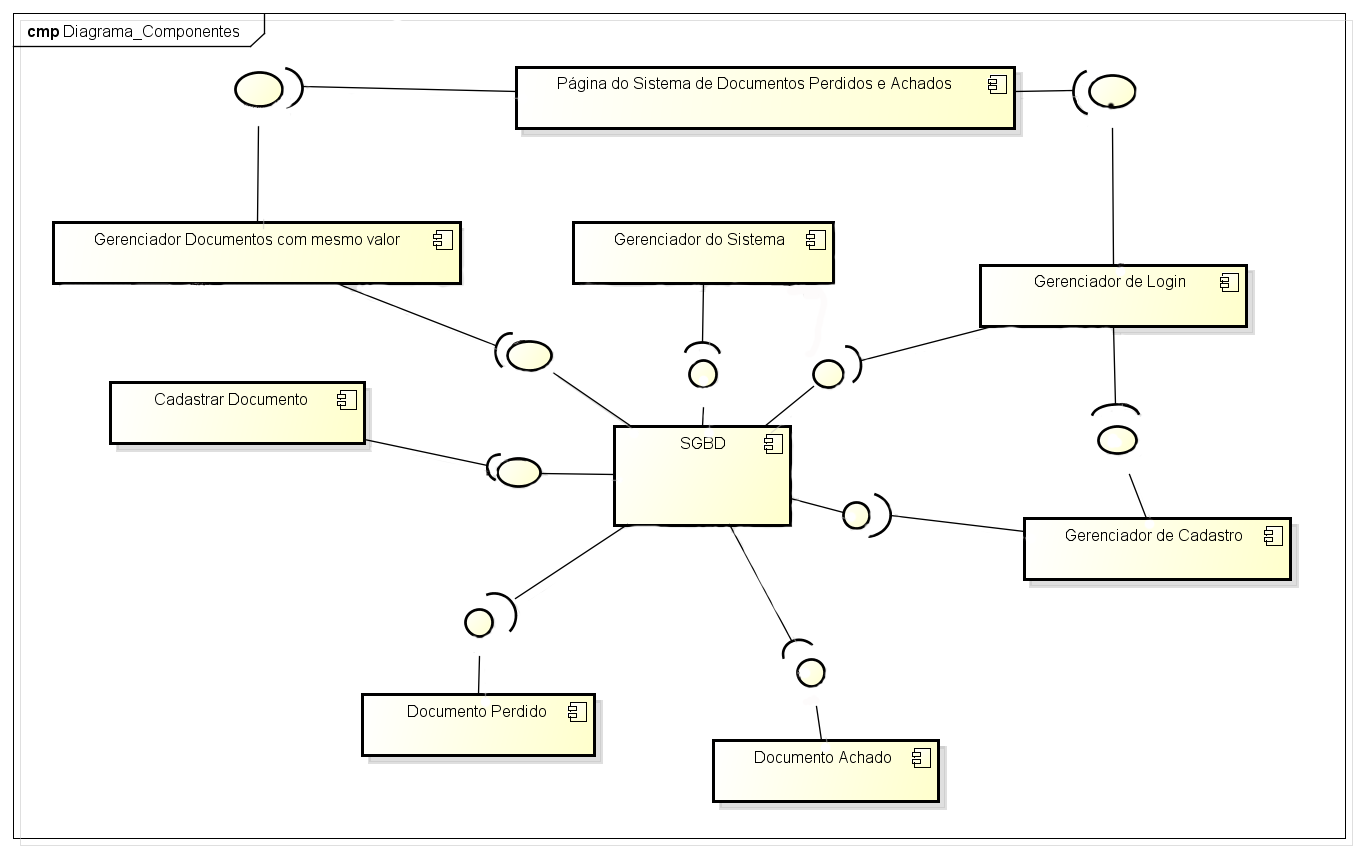 cmp Diagrama_Componentes
Página do Sistema de Documentos Perdidos e Achados
Gerenciador Documentos com mesmo valor
Gerenciador do Sistema
Gerenciador de Login
Cadastrar Documento
SGBD
Gerenciador de Cadastro
Documento Perdido
Documento Achado